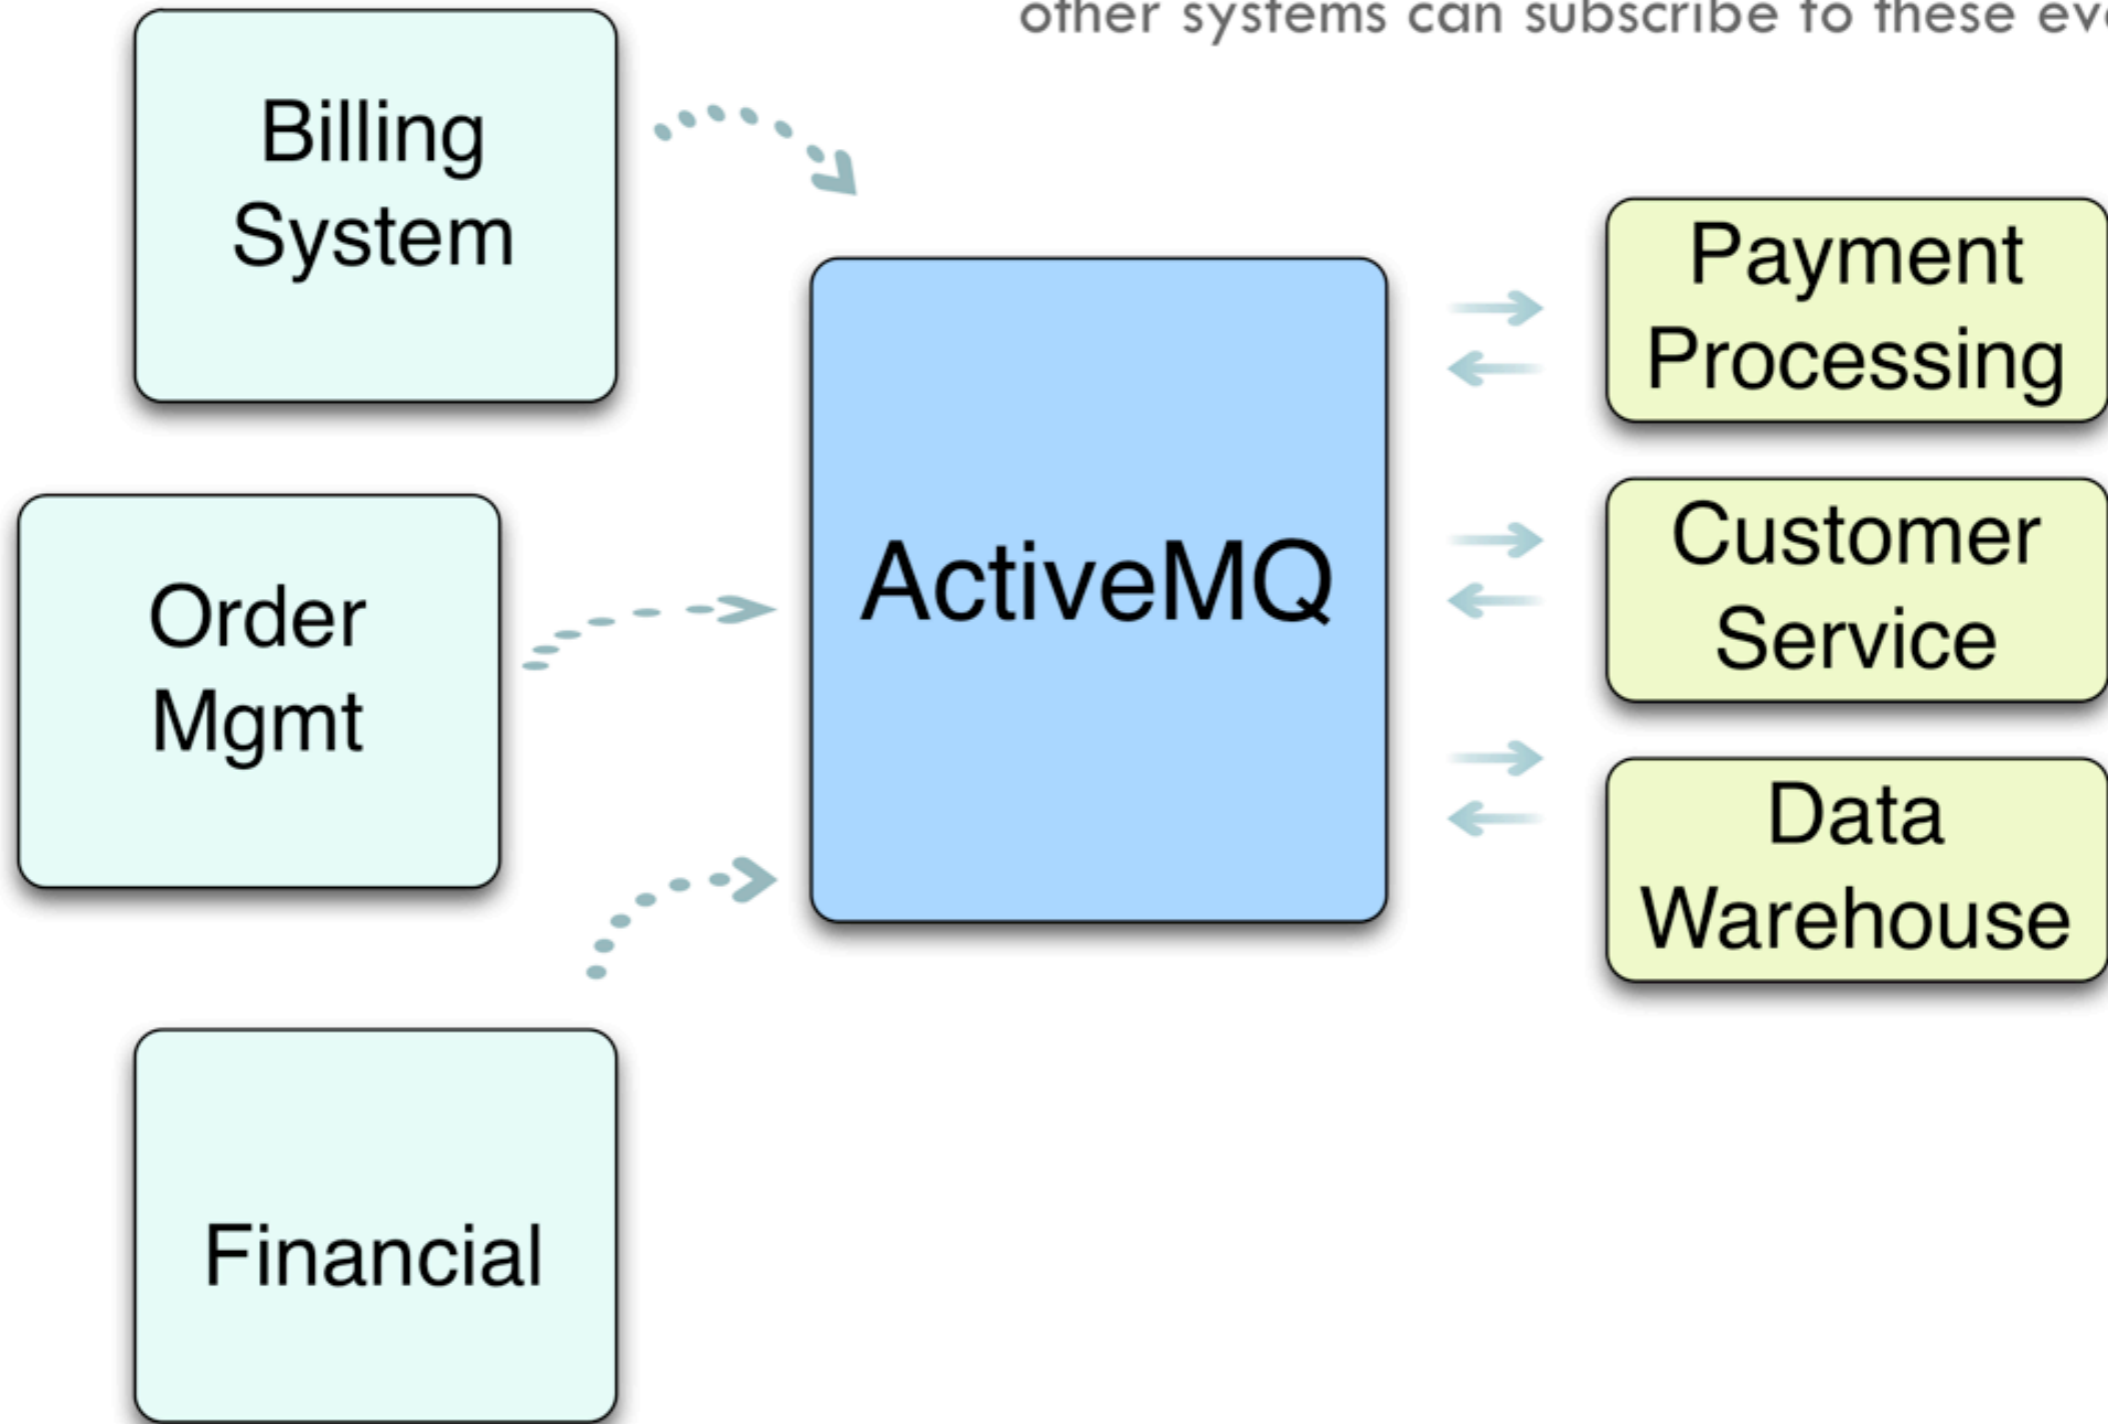 other systems can subscribe to these
Billing
System
Payment
Processing
ActiveMQ
Order
Mgmt
Customer
Service
Data
Warehouse
Financial